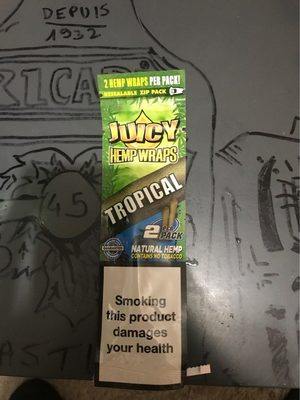 DEPUIS
1932
2 HEMP WRAPS PER PACK!
RESEALABLE ZIP PACK
JUICY
HEMP WRAPS
TROPICAL
2
PACK
NATURAL HEMP
CONTAINS NO TOBACCO
45
Smoking
this product
damages
your health